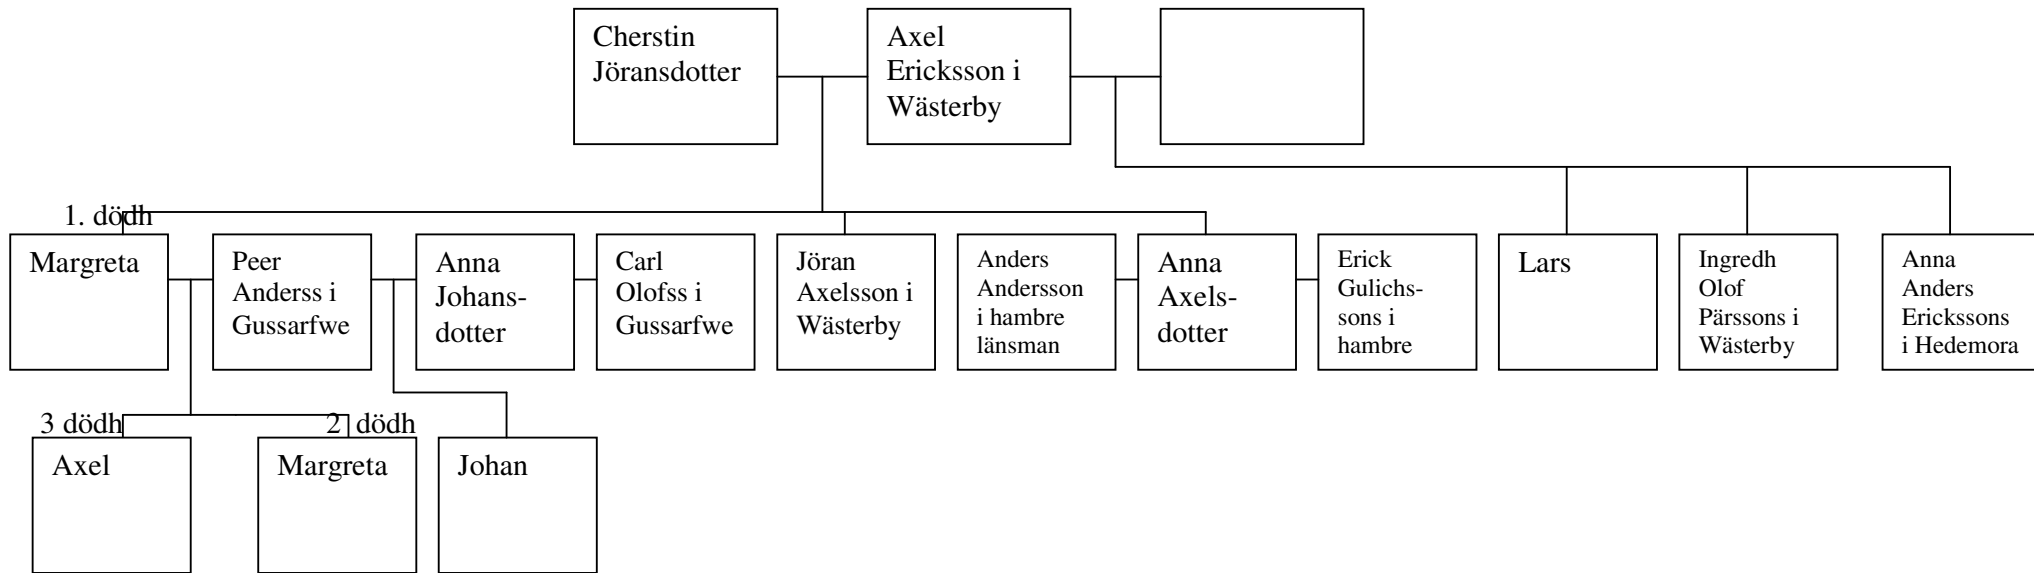 Cherstin
Jöransdotter
Axel
Ericksson i
Wästerby
1. dödh
Margreta
Peer
Anderss i
Gussarfwe
Anna
Johans-
dotter
Carl
Olofss i
Gussarfwe
Jöran
Axelsson i
Wästerby
Anders
Andersson
i hambre
länsman
Anna
Axels-
dotter
Erick
Gulichs-
sons i
hambre
Lars
Ingredh
Olof
Pärssons i
Wästerby
Anna
Anders
Erickssons
i Hedemora
3 dödh
2 dödh
Axel
Margreta
Johan